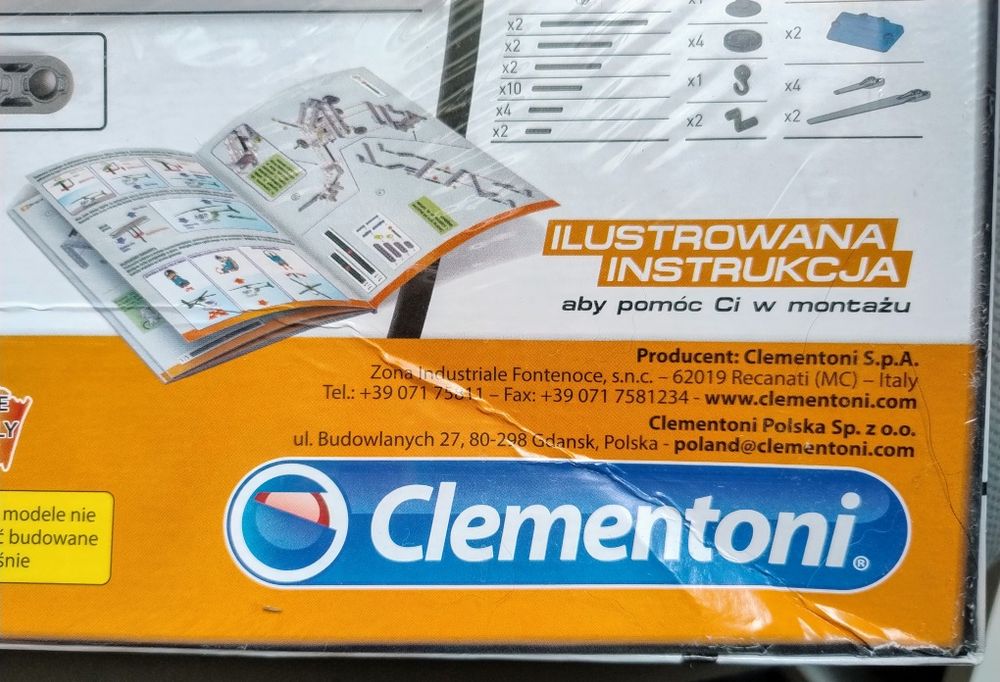 x2
x2
x2
x10
x4
x2
x4
x1
x2
x2
x4
x2
ILUSTROWANA
INSTRUKCJA
aby pomóc Ci w montażu
Producent: Clementoni S.p.A.
Zona Industriale Fontenoce, s.n.c. – 62019 Recanati (MC) – Italy
Tel.: +39 071 75811 – Fax: +39 071 7581234 - www.clementoni.com
Clementoni Polska Sp. z o.o.
ul. Budowlanych 27, 80-298 Gdansk, Polska - poland@clementoni.com
modele nie
budowane
Clementoni®